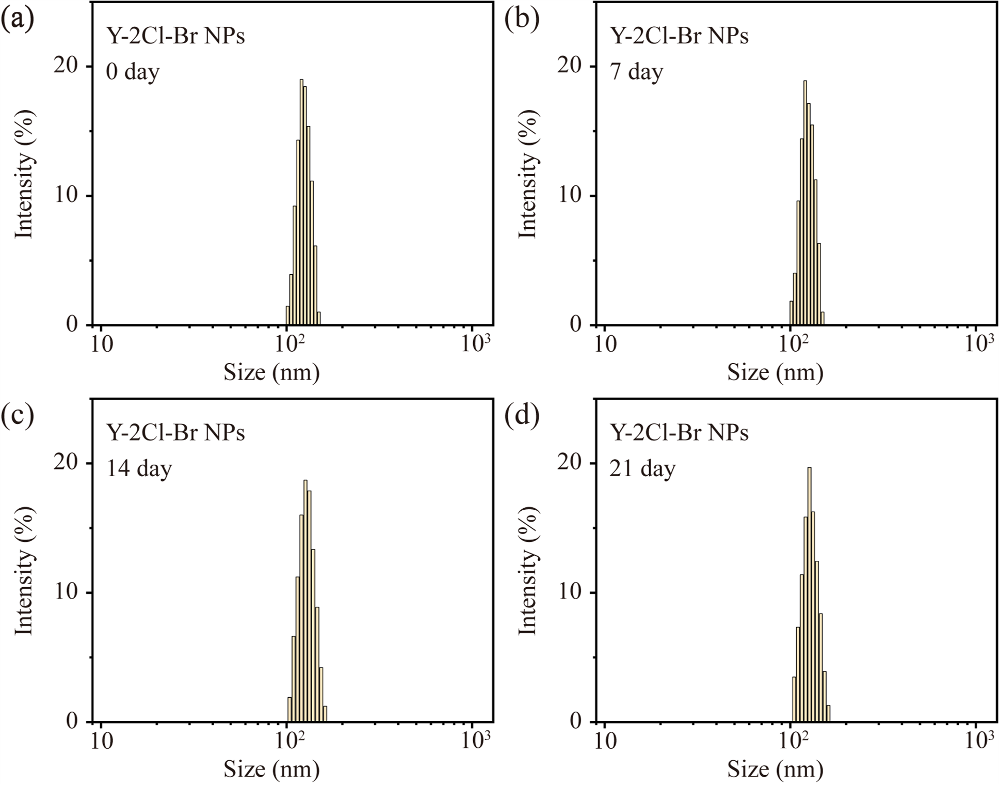 (a)
Y-2Cl-Br NPs
0 day
Intensity (%)
20
10
0
10 10² 10³
Size (nm)
(b)
Y-2Cl-Br NPs
7 day
Intensity (%)
20
10
0
10 10² 10³
Size (nm)
(c)
Y-2Cl-Br NPs
14 day
Intensity (%)
20
10
0
10 10² 10³
Size (nm)
(d)
Y-2Cl-Br NPs
21 day
Intensity (%)
20
10
0
10 10² 10³
Size (nm)